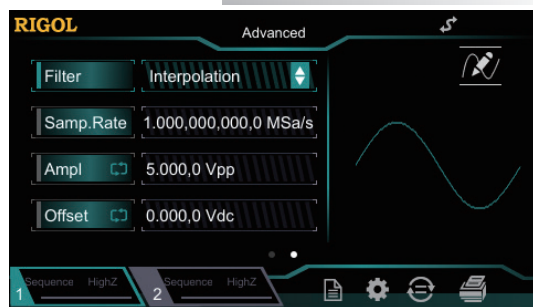 RIGOL
Advanced
Filter Interpolation
Samp.Rate 1.000,000,000,0 MSa/s
Ampl 5.000,0 Vpp
Offset 0.000,0 Vdc
1 Sequence HighZ 2 Sequence HighZ